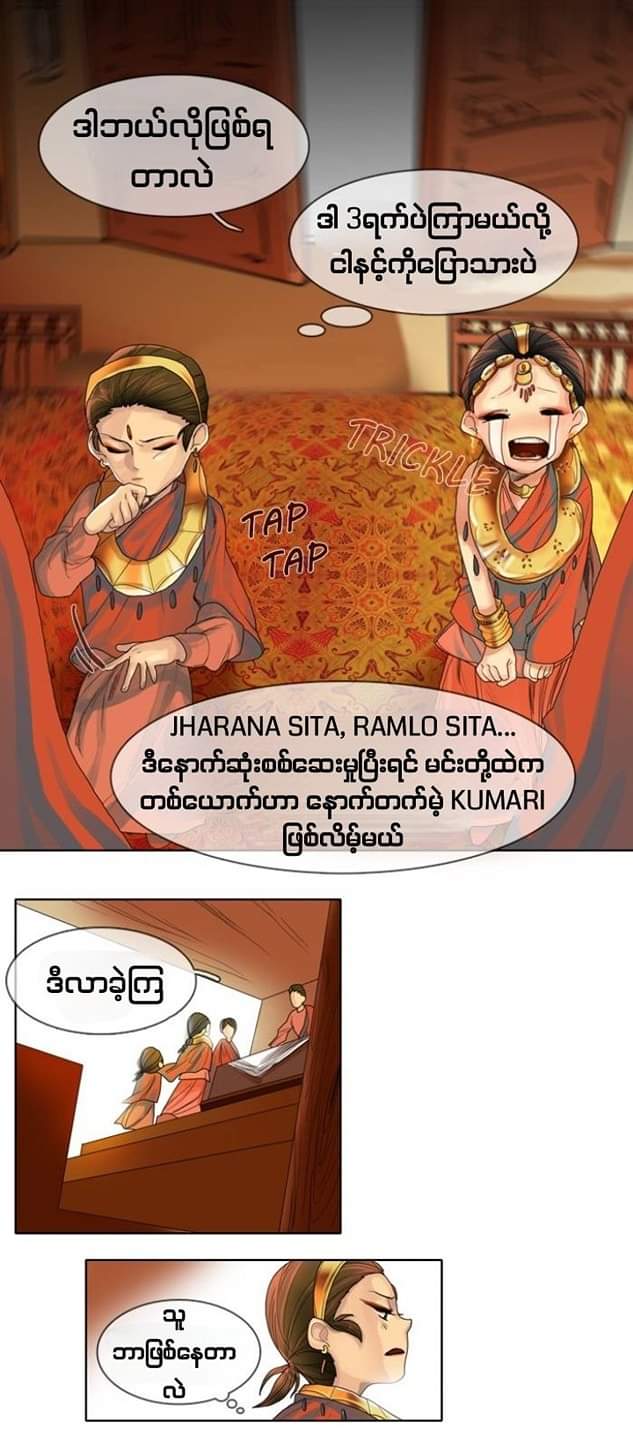 ဒါဘယ်လိုဖြစ်ရ
တာလဲ
ဒါ 3ရက်ပဲကြာမယ်လို့
ငါနင့်ကိုပြောသားပဲ
TRICKLE
TAP
TAP
JHARANA SITA, RAMLO SITA...
ဒီနောက်ဆုံးစစ်ဆေးမှုပြီးရင် မင်းတို့ထဲက
တစ်ယောက်ဟာ နောက်တက်မဲ့ KUMARI
ဖြစ်လိမ့်မယ်
ဒီလာခဲ့ကြ
သူ
ဘာဖြစ်နေတာ
လဲ